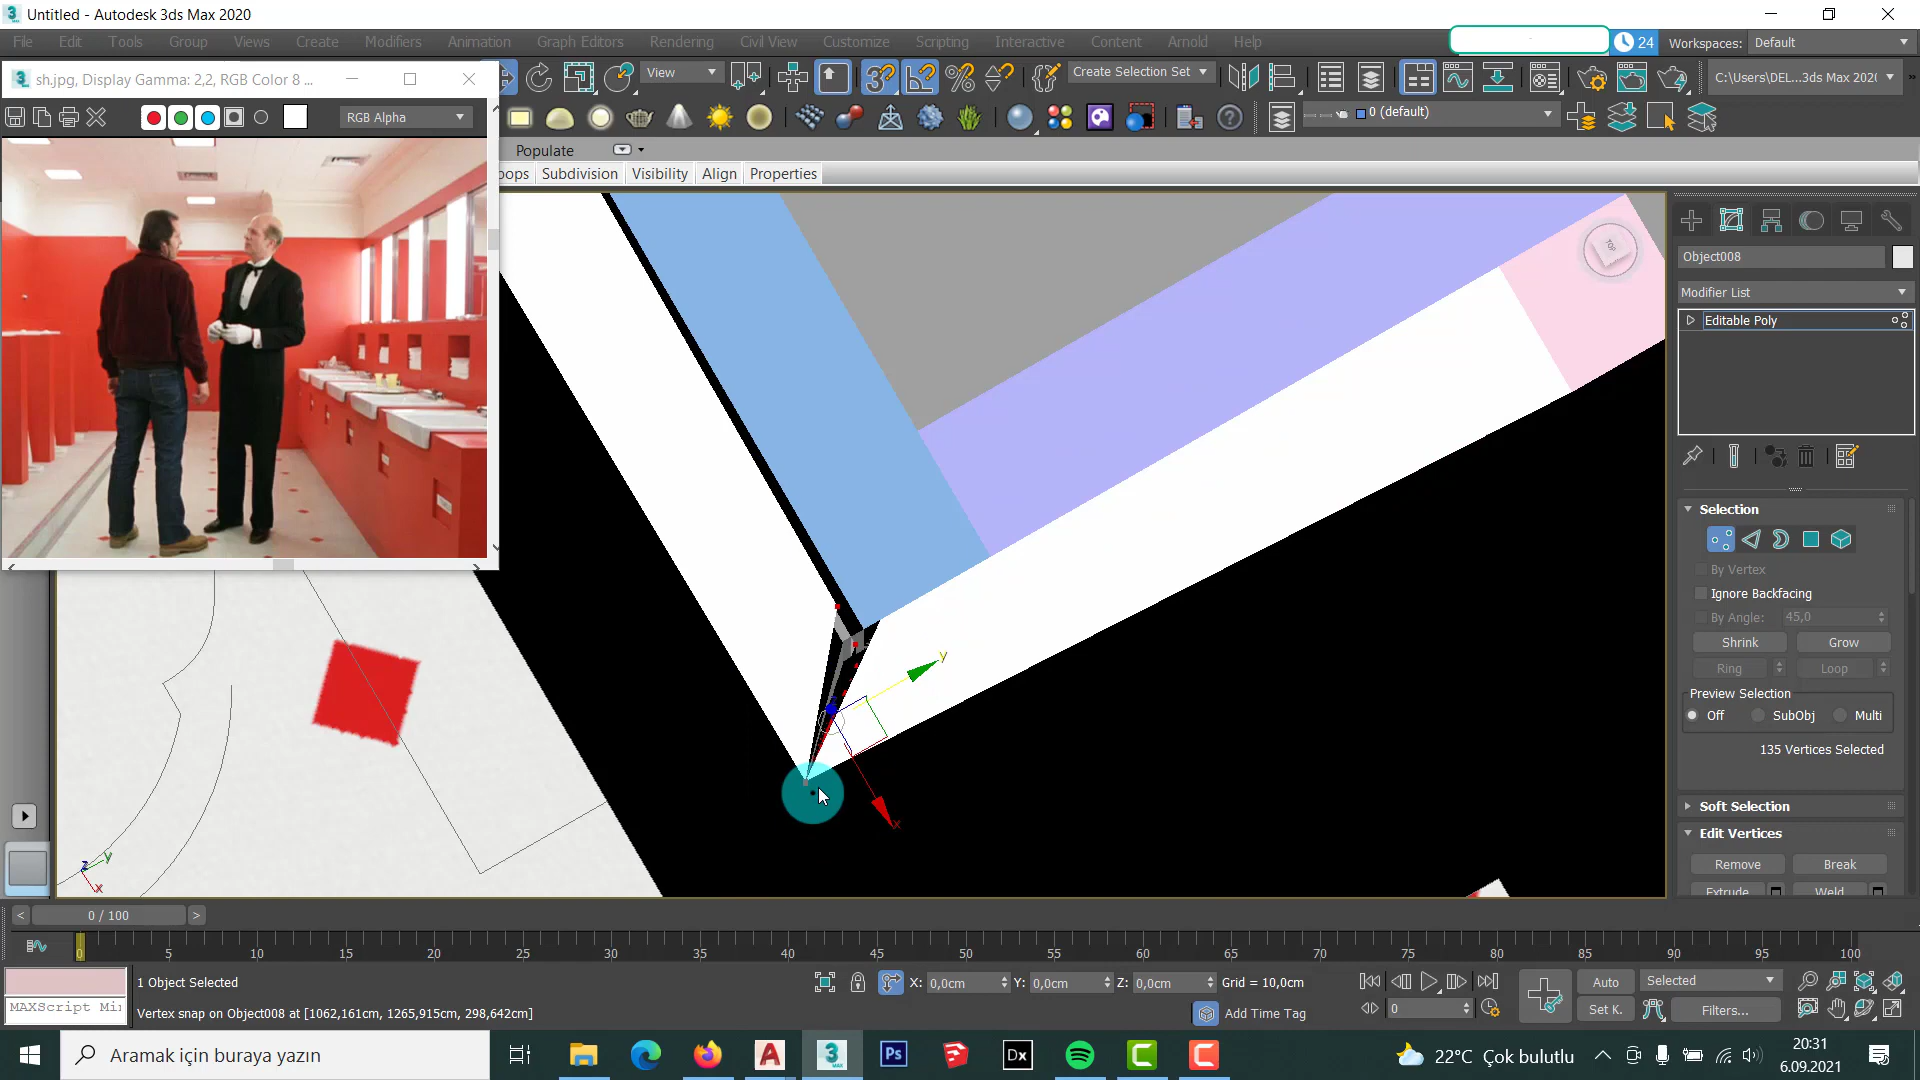 Untitled - Autodesk 3ds Max 2020
File Edit Tools Group Views Create Modifiers Animation Graph Editors Rendering Civil View Customize Scripting Interactive Content Arnold Help
24 Workspaces: Default
sh.jpg, Display Gamma: 2,2, RGB Color 8 ...
View
Create Selection Set
C:\Users\DEL...3ds Max 202
RGB Alpha
0 (default)
Populate
oops Subdivision Visibility Align Properties
TOP
Object008
Modifier List
Editable Poly
Selection
By Vertex
Ignore Backfacing
By Angle: 45,0
Shrink Grow
Ring Loop
Preview Selection
Off SubObj Multi
135 Vertices Selected
Soft Selection
Edit Vertices
Remove Break
Extrude Weld
y
x
z y
x
< 0 / 100 >
0 5 10 15 20 25 30 35 40 45 50 55 60 65 70 75 80 85 90 95 100
1 Object Selected
X: 0,0cm Y: 0,0cm Z: 0,0cm Grid = 10,0cm
Auto Selected
MAXScript Mi
Vertex snap on Object008 at [1062,161cm, 1265,915cm, 298,642cm]
Add Time Tag
0
Set K. Filters...
Aramak için buraya yazın
Ps
Dx
22°C Çok bulutlu
20:31
6.09.2021